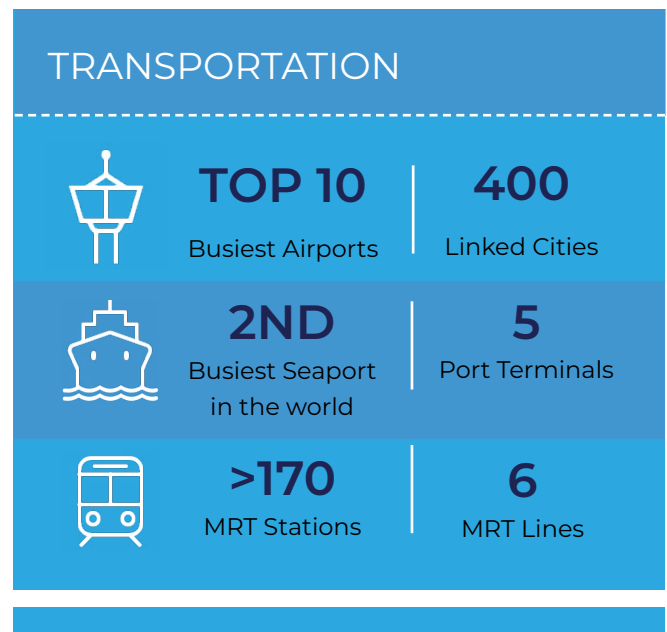 TRANSPORTATION
TOP 10
Busiest Airports
400
Linked Cities
2ND
Busiest Seaport
in the world
5
Port Terminals
>170
MRT Stations
6
MRT Lines